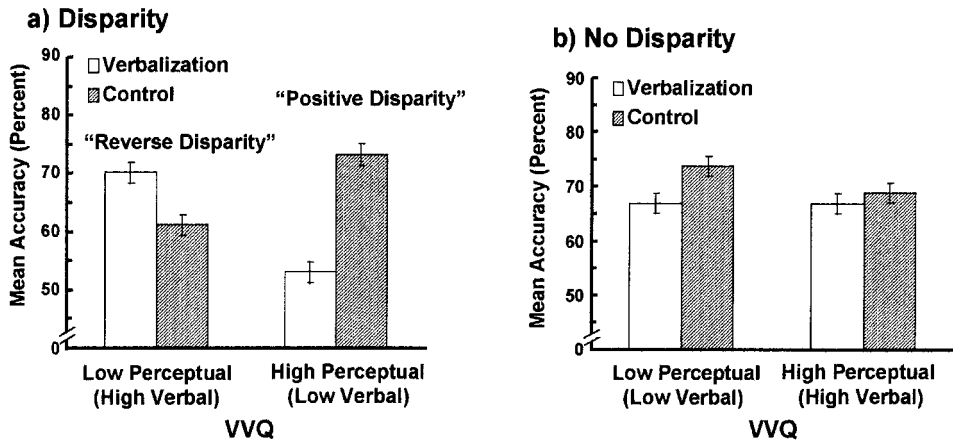 a) Disparity
90
Verbalization
Control
80
"Positive Disparity"
"Reverse Disparity"
70
60
50
0
Mean Accuracy (Percent)
Low Perceptual
(High Verbal)
High Perceptual
(Low Verbal)
VVQ
b) No Disparity
90
Verbalization
Control
80
70
60
50
0
Mean Accuracy (Percent)
Low Perceptual
(Low Verbal)
High Perceptual
(High Verbal)
VVQ